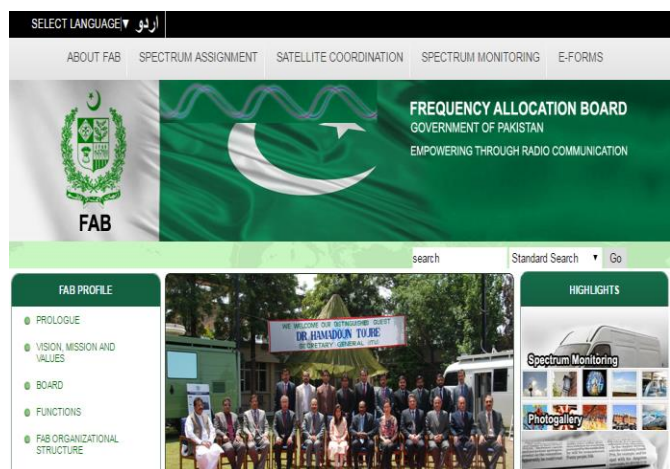 SELECT LANGUAGE▼ اردو
ABOUT FAB SPECTRUM ASSIGNMENT SATELLITE COORDINATION SPECTRUM MONITORING E-FORMS
FREQUENCY ALLOCATION BOARD
GOVERNMENT OF PAKISTAN
EMPOWERING THROUGH RADIO COMMUNICATION
FAB
search Standard Search ▼ Go
FAB PROFILE
PROLOGUE
VISION, MISSION AND
VALUES
BOARD
FUNCTIONS
FAB ORGANIZATIONAL
STRUCTURE
WE WELCOME OUR DISTINGUISHED GUEST
DR. HAMADOUN TOURE
SECRETARY GENERAL (ITU)
HIGHLIGHTS
Spectrum Monitoring
Photogallery